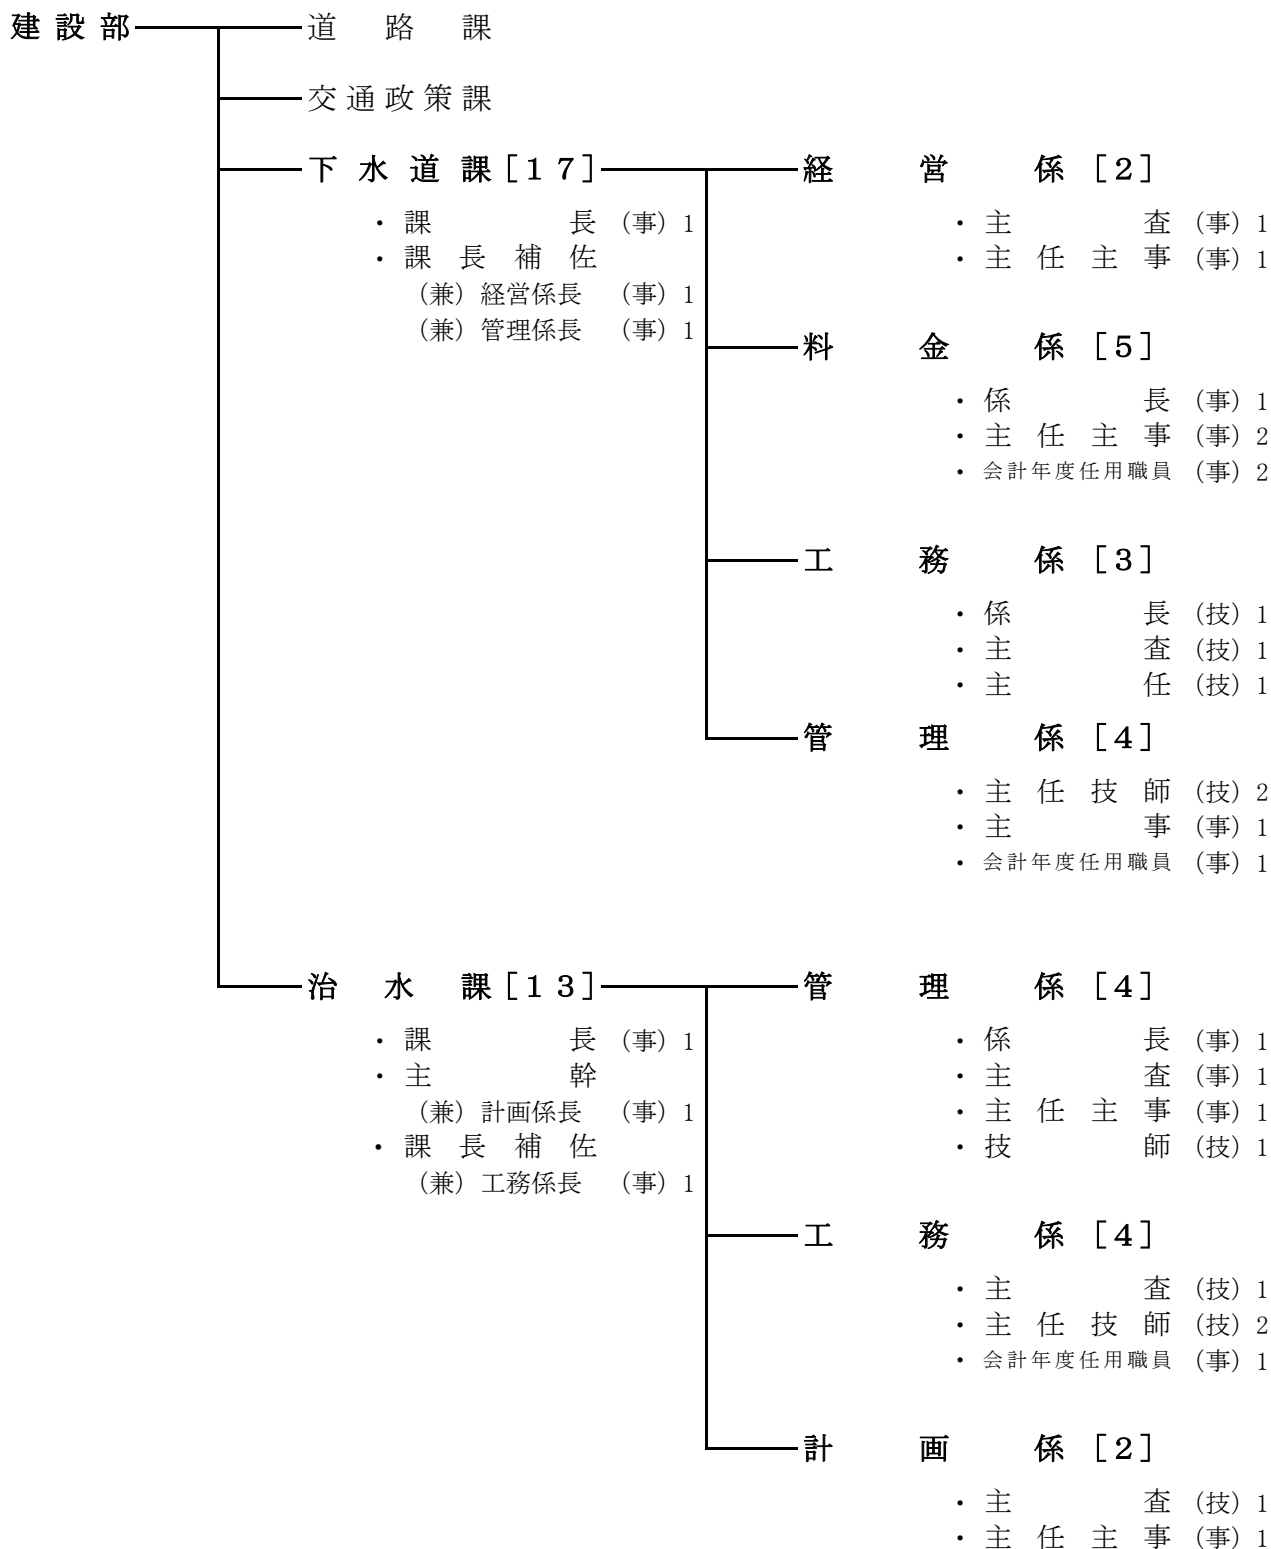 建設部 道路課
交通政策課
下水道課［１７］ 経営係［２］
・課長（事）1 ・主査（事）1
・課長補佐 ・主任主事（事）1
（兼）経営係長（事）1
（兼）管理係長（事）1
料金係［５］
・係長（事）1
・主任主事（事）2
・会計年度任用職員（事）2
工務係［３］
・係長（技）1
・主査（技）1
・主任（技）1
管理係［４］
・主任技師（技）2
・主事（事）1
・会計年度任用職員（事）1
治水課［１３］ 管理係［４］
・課長（事）1 ・係長（事）1
・主幹 ・主査（事）1
（兼）計画係長（事）1 ・主任主事（事）1
・課長補佐 ・技師（技）1
（兼）工務係長（事）1
工務係［４］
・主査（技）1
・主任技師（技）2
・会計年度任用職員（事）1
計画係［２］
・主査（技）1
・主任主事（事）1